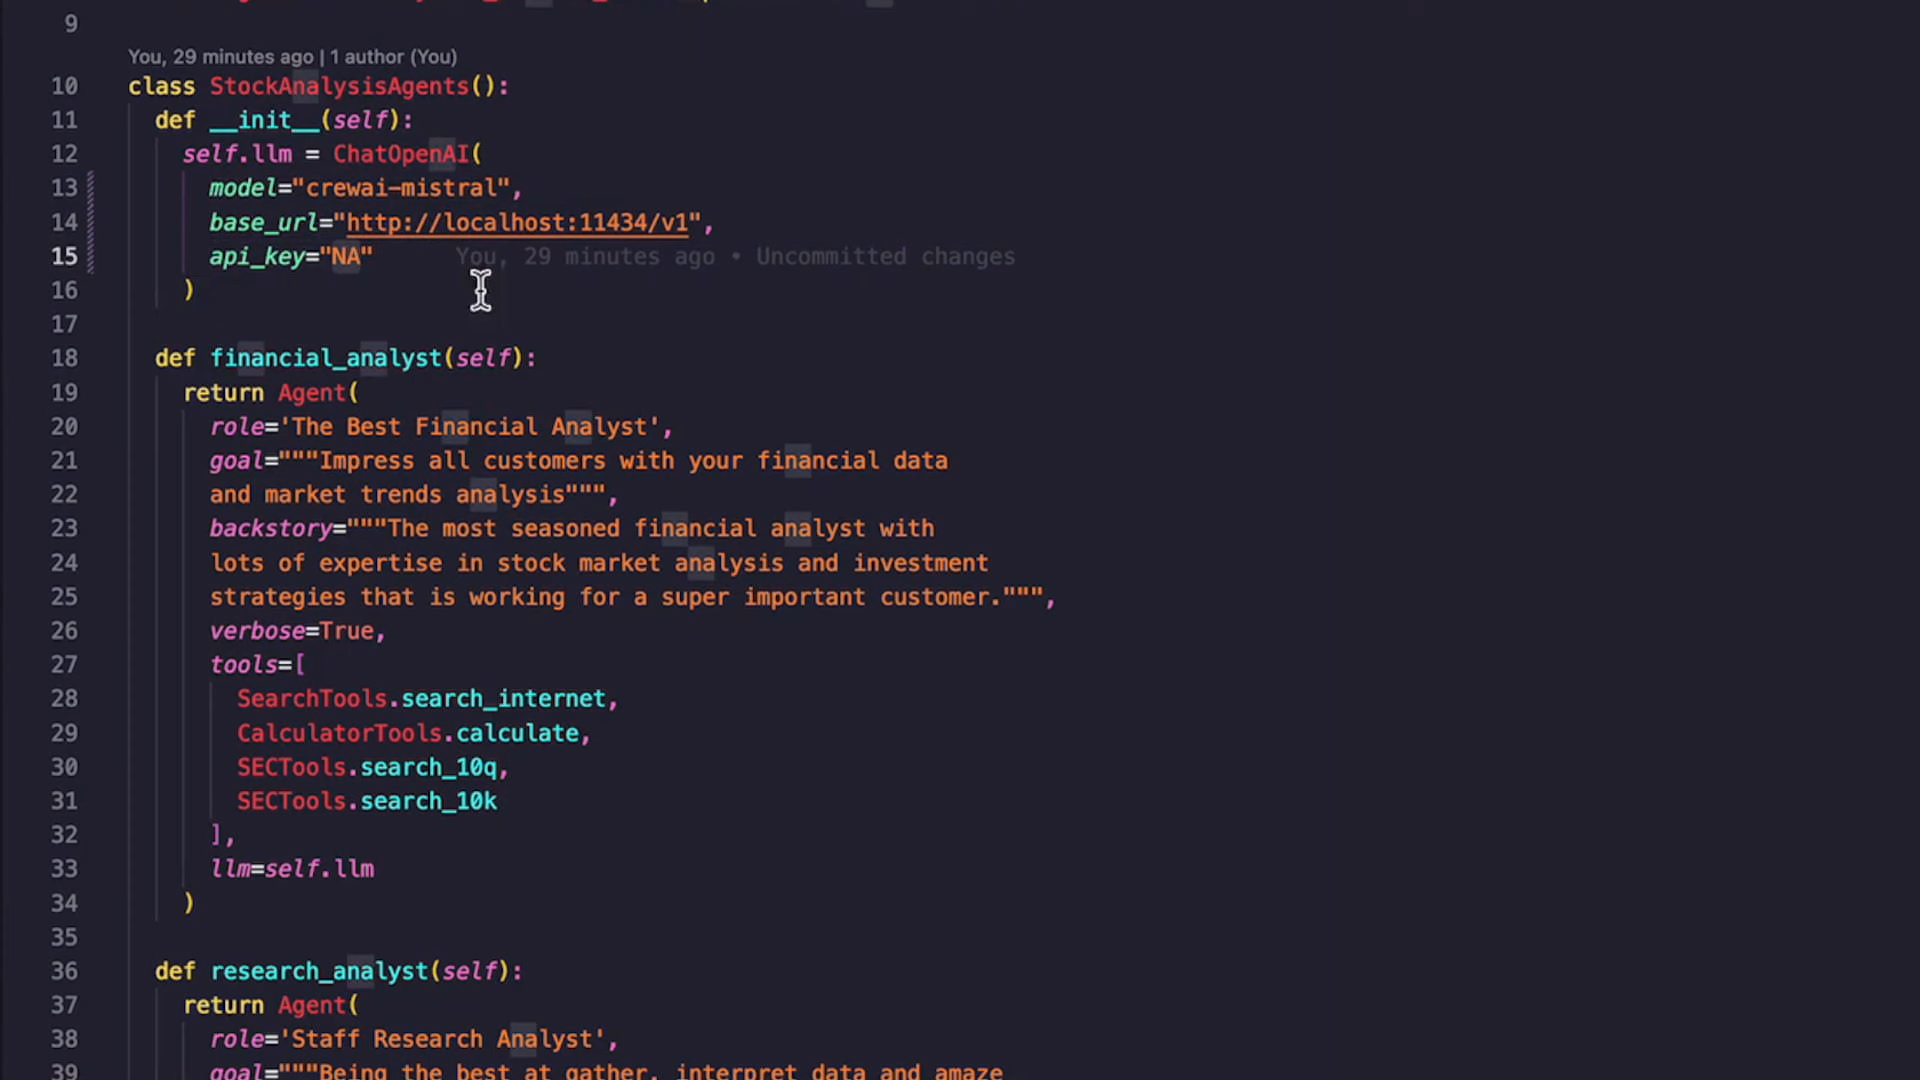 9
You, 29 minutes ago | 1 author (You)
10 class StockAnalysisAgents():
11 def __init__(self):
12 self.llm = ChatOpenAI(
13 model="crewai-mistral",
14 base_url="http://localhost:11434/v1",
15 api_key="NA" You, 29 minutes ago • Uncommitted changes
16 )
17
18 def financial_analyst(self):
19 return Agent(
20 role='The Best Financial Analyst',
21 goal="""Impress all customers with your financial data
22 and market trends analysis""",
23 backstory="""The most seasoned financial analyst with
24 lots of expertise in stock market analysis and investment
25 strategies that is working for a super important customer.""",
26 verbose=True,
27 tools=[
28 SearchTools.search_internet,
29 CalculatorTools.calculate,
30 SECTools.search_10q,
31 SECTools.search_10k
32 ],
33 llm=self.llm
34 )
35
36 def research_analyst(self):
37 return Agent(
38 role='Staff Research Analyst',
39 goal="""Being the best at gather, interpret data and amaze